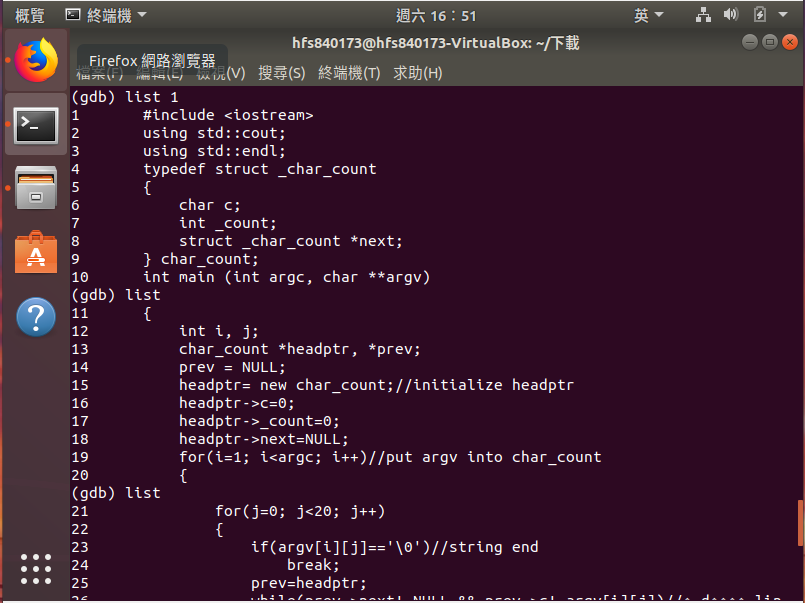 概覽 終端機 週六 16：51 英
hfs840173@hfs840173-VirtualBox: ~/下載
Firefox 網路瀏覽器
檔案(F) 編輯(E) 檢視(V) 搜尋(S) 終端機(T) 求助(H)
(gdb) list 1
1 #include <iostream>
2 using std::cout;
3 using std::endl;
4 typedef struct _char_count
5 {
6 char c;
7 int _count;
8 struct _char_count *next;
9 } char_count;
10 int main (int argc, char **argv)
(gdb) list
11 {
12 int i, j;
13 char_count *headptr, *prev;
14 prev = NULL;
15 headptr= new char_count;//initialize headptr
16 headptr->c=0;
17 headptr->_count=0;
18 headptr->next=NULL;
19 for(i=1; i<argc; i++)//put argv into char_count
20 {
(gdb) list
21 for(j=0; j<20; j++)
22 {
23 if(argv[i][j]=='\0')//string end
24 break;
25 prev=headptr;
26